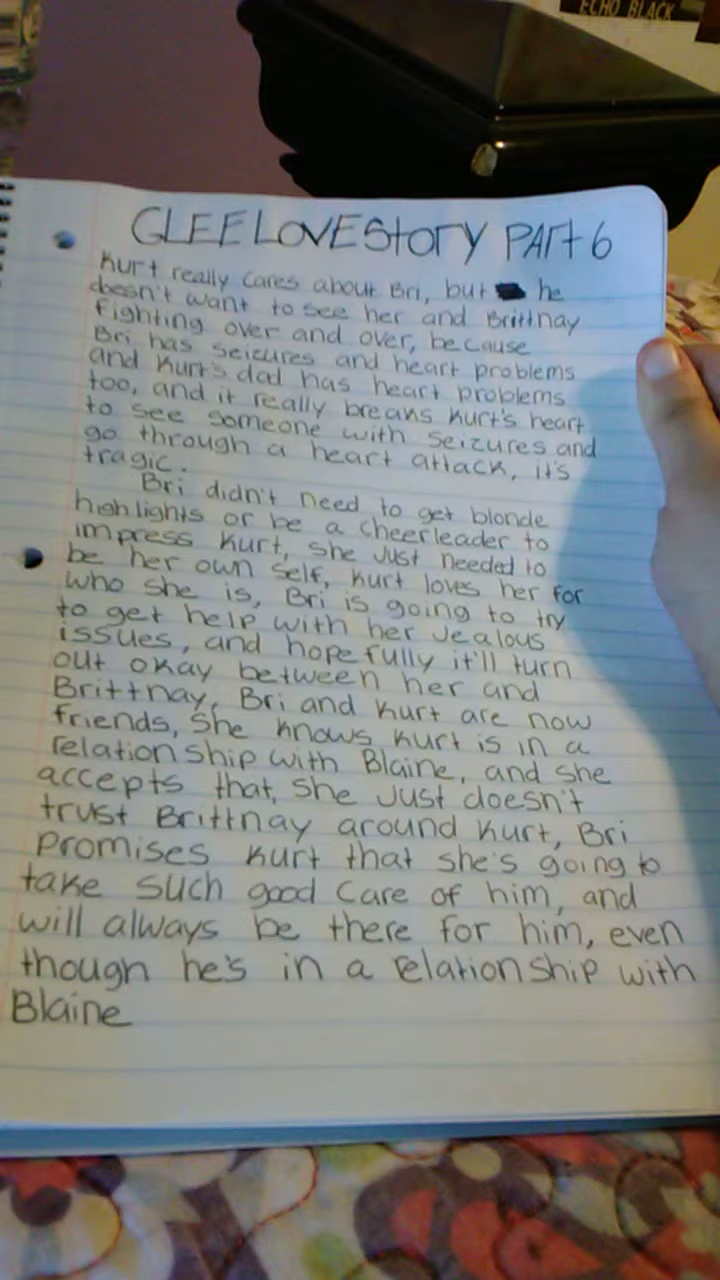 ECHO BLACK
GLEE LOVE Story PArt 6
Kurt really cares about Bri, but he
doesn't want to see her and Brittnay
fighting over and over, because
Bri has seizures and heart problems
and Kurt's dad has heart problems
too, and it really breaks Kurt's heart
to see someone with seizures and
go through a heart attack, it's
tragic.
Bri didn't need to get blonde
highlights or be a cheerleader to
impress Kurt, she just needed to
be her own self, Kurt loves her for
who she is, Bri is going to try
to get help with her jealous
issues, and hopefully it'll turn
out okay between her and
Brittnay, Bri and Kurt are now
friends, she knows Kurt is in a
relationship with Blaine, and she
accepts that, she just doesn't
trust Brittnay around Kurt, Bri
promises Kurt that she's going to
take such good care of him, and
will always be there for him, even
though he's in a relationship with
Blaine